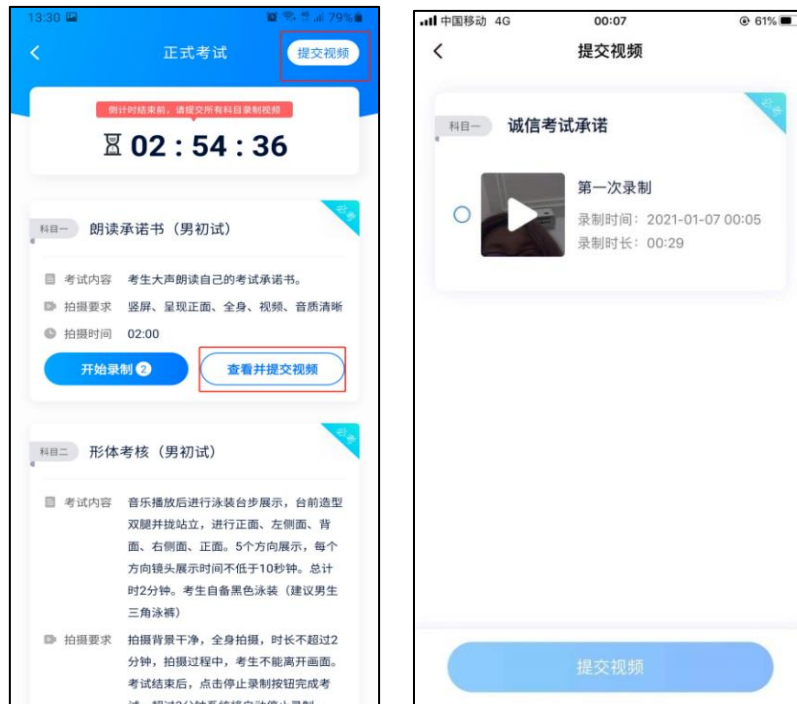 13:30
79%
正式考试
提交视频
倒计时结束前，请提交所有科目录制视频
02 : 54 : 36
必考
科目一
朗读承诺书（男初试）
考试内容 考生大声朗读自己的考试承诺书。
拍摄要求 竖屏、呈现正面、全身、视频、音质清晰
拍摄时间 02:00
开始录制 2
查看并提交视频
必考
科目二
形体考核（男初试）
考试内容 音乐播放后进行泳装台步展示，台前造型
双腿并拢站立，进行正面、左侧面、背
面、右侧面、正面。5个方向展示，每个
方向镜头展示时间不低于10秒钟。总计
时2分钟。考生自备黑色泳装（建议男生
三角泳裤）
拍摄要求 拍摄背景干净，全身拍摄，时长不超过2
分钟，拍摄过程中，考生不能离开画面。
考试结束后，点击停止录制按钮完成考
中国移动 4G
00:07
61%
提交视频
必考
科目一
诚信考试承诺
第一次录制
录制时间：2021-01-07 00:05
录制时长：00:29
提交视频